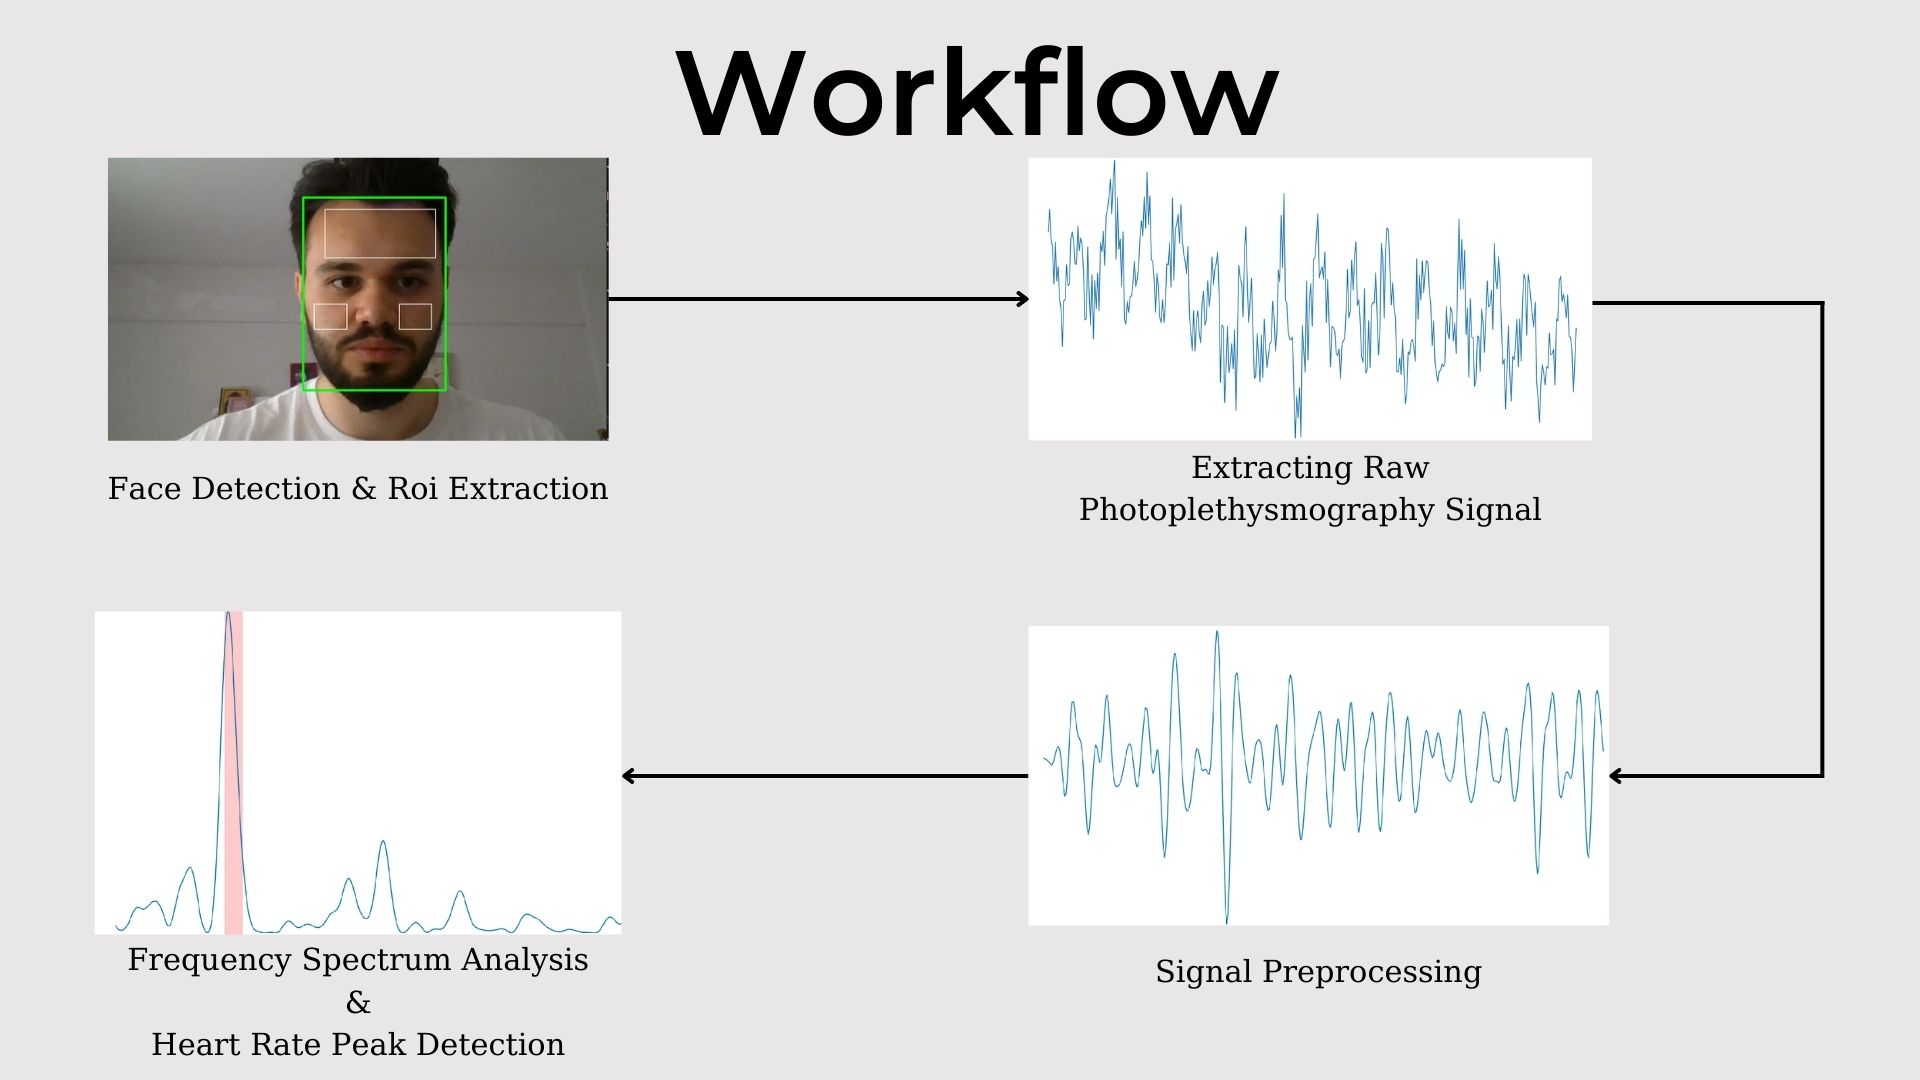 Workflow
Face Detection & Roi Extraction
Extracting Raw
Photoplethysmography Signal
Signal Preprocessing
Frequency Spectrum Analysis
&
Heart Rate Peak Detection